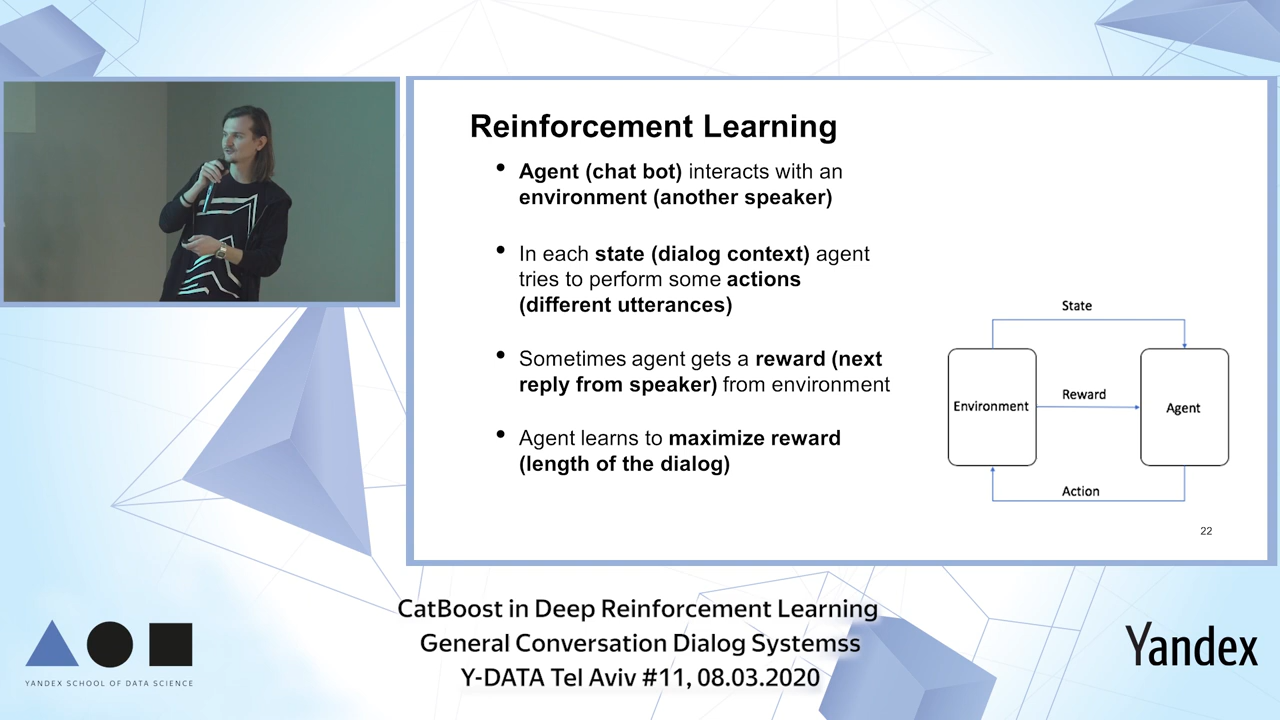 Reinforcement Learning
• Agent (chat bot) interacts with an
environment (another speaker)
• In each state (dialog context) agent
tries to perform some actions
(different utterances)
• Sometimes agent gets a reward (next
reply from speaker) from environment
• Agent learns to maximize reward
(length of the dialog)
State
Environment
Reward
Agent
Action
22
CatBoost in Deep Reinforcement Learning
General Conversation Dialog Systemss
Y-DATA Tel Aviv #11, 08.03.2020
YANDEX SCHOOL OF DATA SCIENCE
Yandex